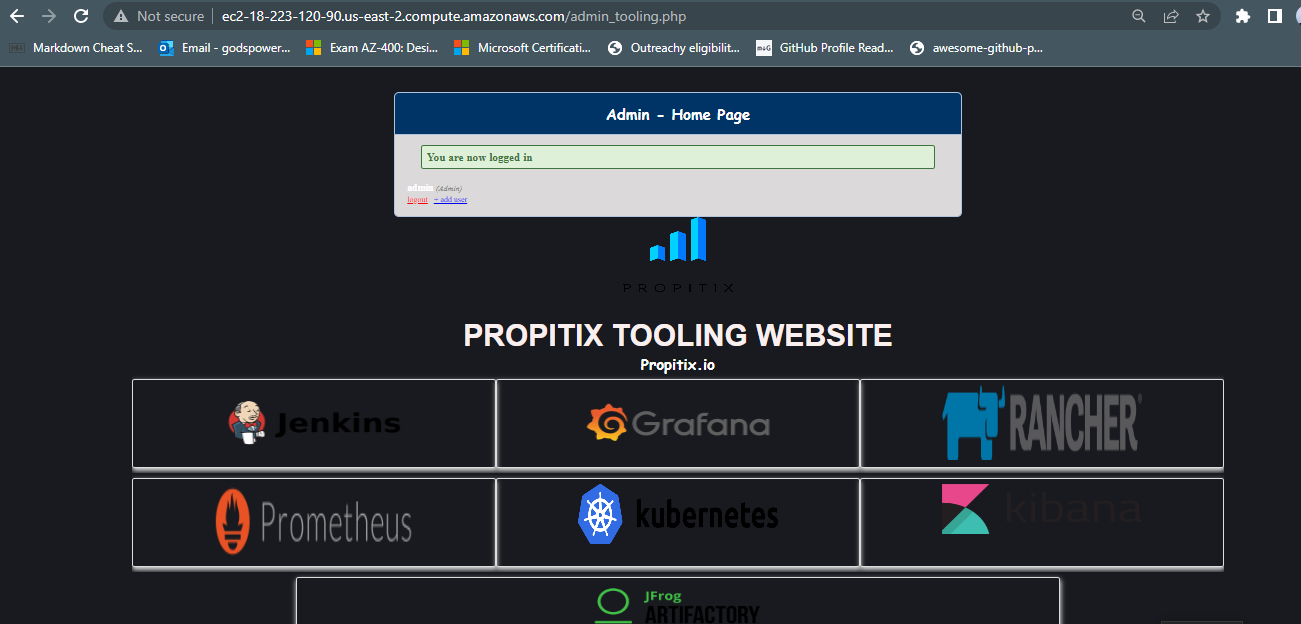 Not secure ec2-18-223-120-90.us-east-2.compute.amazonaws.com/admin_tooling.php
Markdown Cheat S... Email - godspower... Exam AZ-400: Desi... Microsoft Certificati... Outreachy eligibilit... m&G GitHub Profile Read... awesome-github-p...
Admin - Home Page
You are now logged in
admin (Admin)
logout + add user
PROPITIX
PROPITIX TOOLING WEBSITE
Propitix.io
Jenkins Grafana RANCHER
Prometheus kubernetes kibana
JFrog
ARTIFACTORY